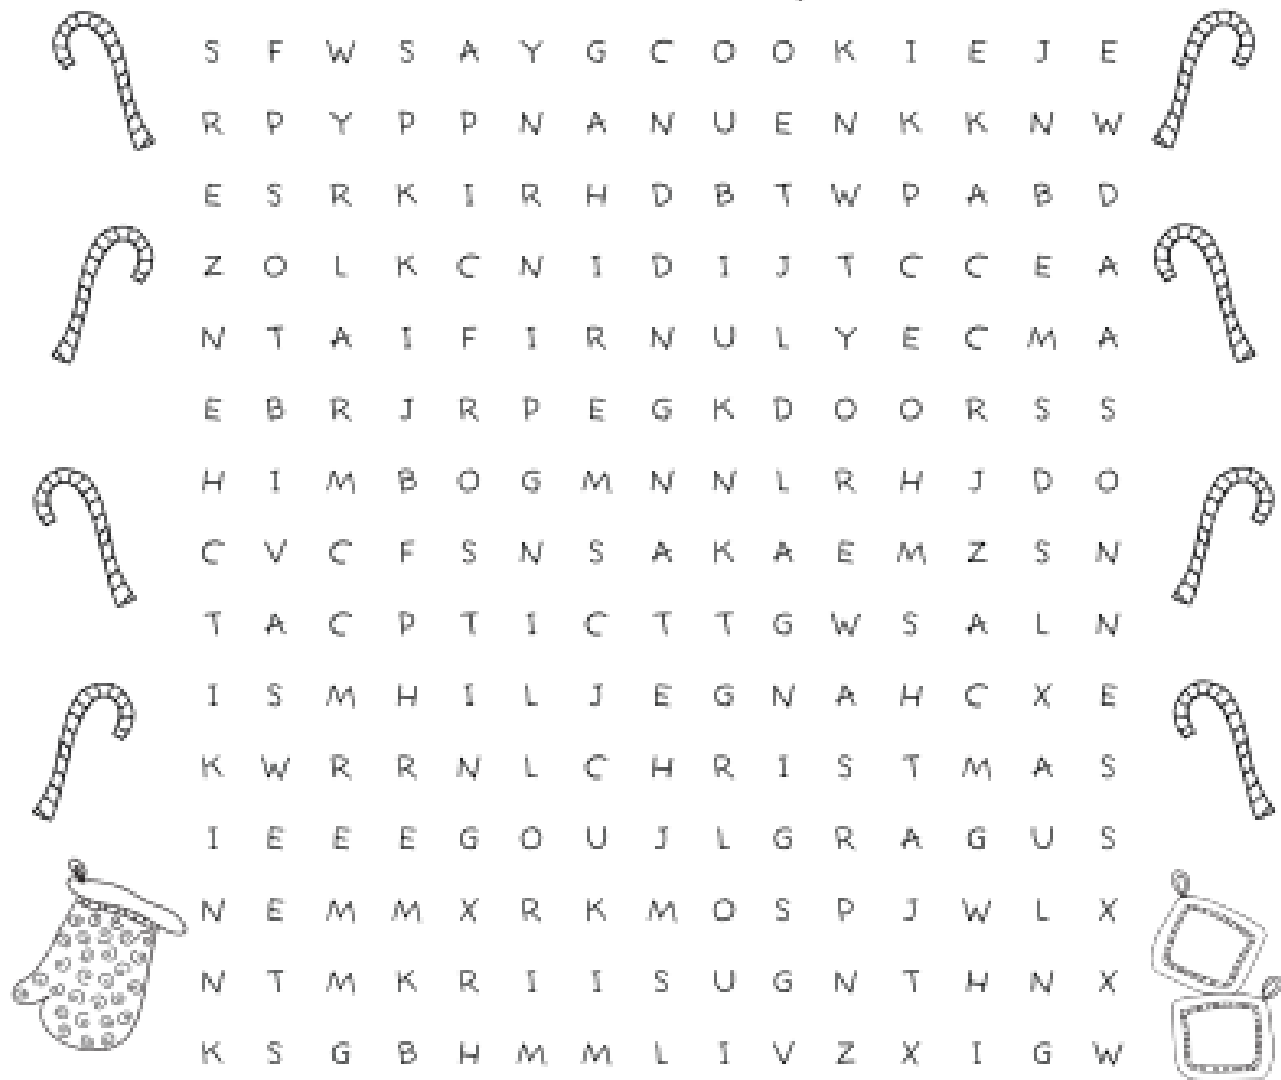 S F W S A Y G C O O K I E J E
R P Y P P N A N U E N K K N W
E S R K I R H D B T W P A B D
Z O L K C N I D I J T C C E A
N T A I F I R N U L Y E C M A
E B R J R P E G K D O O R S S
H I M B O G M N N L R H J D O
C V C F S N S A K A E M Z S N
T A C P T I C T T G W S A L N
I S M H I L J E G N A H C X E
K W R R N L C H R I S T M A S
I E E E G O U J L G R A G U S
N E M M X R K M O S P J W L X
N T M K R I I S U G N T H N X
K S G B H M M L I V Z X I G W